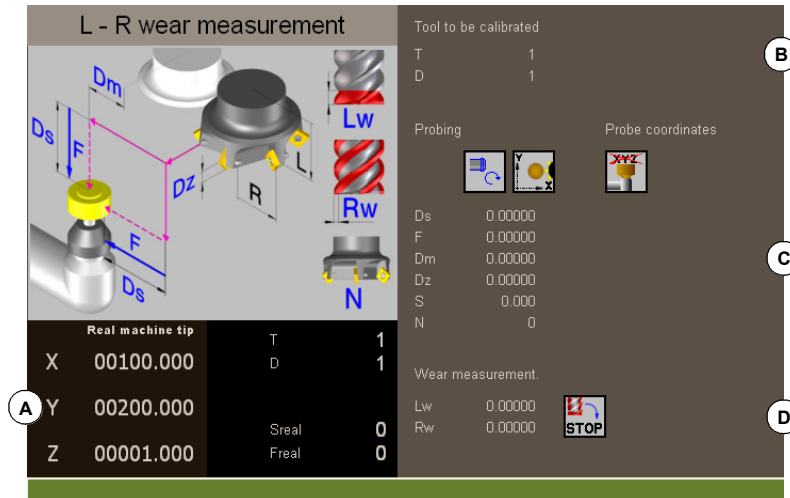 L - R wear measurement
Dm
Ds
F
Dz
R
L
F
Ds
Lw
Rw
N
Real machine tip
X 00100.000
Y 00200.000
Z 00001.000
T 1
D 1
Sreal 0
Freal 0
A
Tool to be calibrated
T 1
D 1
B
Probing Probe coordinates
Y
X
XYZ
Ds 0.00000
F 0.00000
Dm 0.00000
Dz 0.00000
S 0.000
N 0
C
Wear measurement.
Lw 0.00000
Rw 0.00000
STOP
D